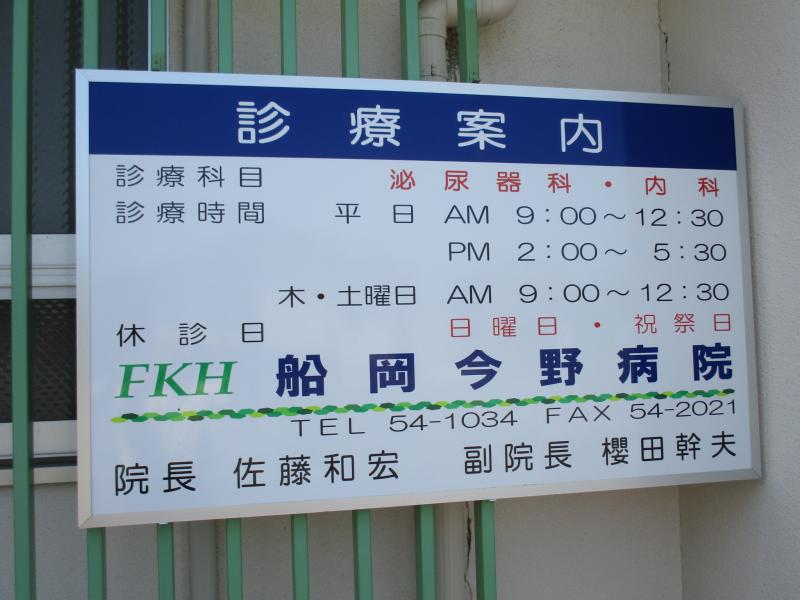 診療案内
診療科目 泌尿器科・内科
診療時間 平日 AM 9:00～12:30
PM 2:00～ 5:30
木・土曜日 AM 9:00～12:30
休診日 日曜日・祝祭日
FKH 船岡今野病院
TEL 54-1034 FAX 54-2021
院長 佐藤和宏 副院長 櫻田幹夫